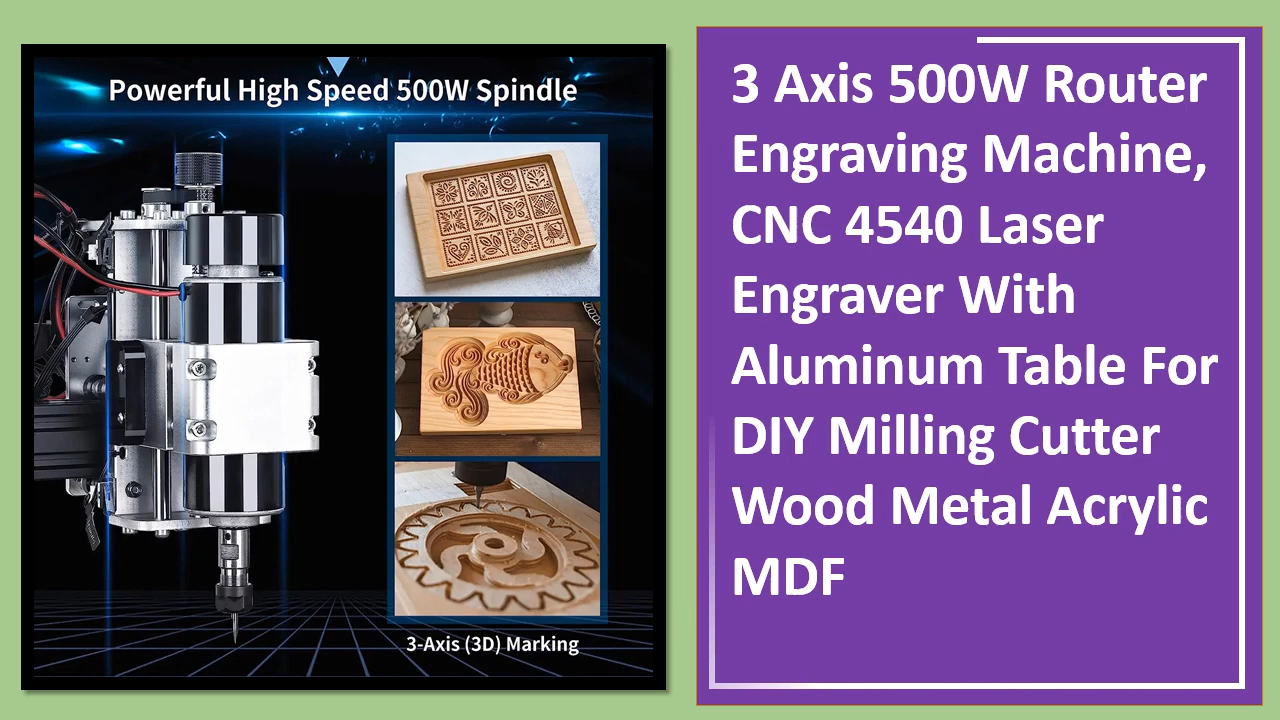 Powerful High Speed 500W Spindle
3-Axis (3D) Marking
3 Axis 500W Router
Engraving Machine,
CNC 4540 Laser
Engraver With
Aluminum Table For
DIY Milling Cutter
Wood Metal Acrylic
MDF